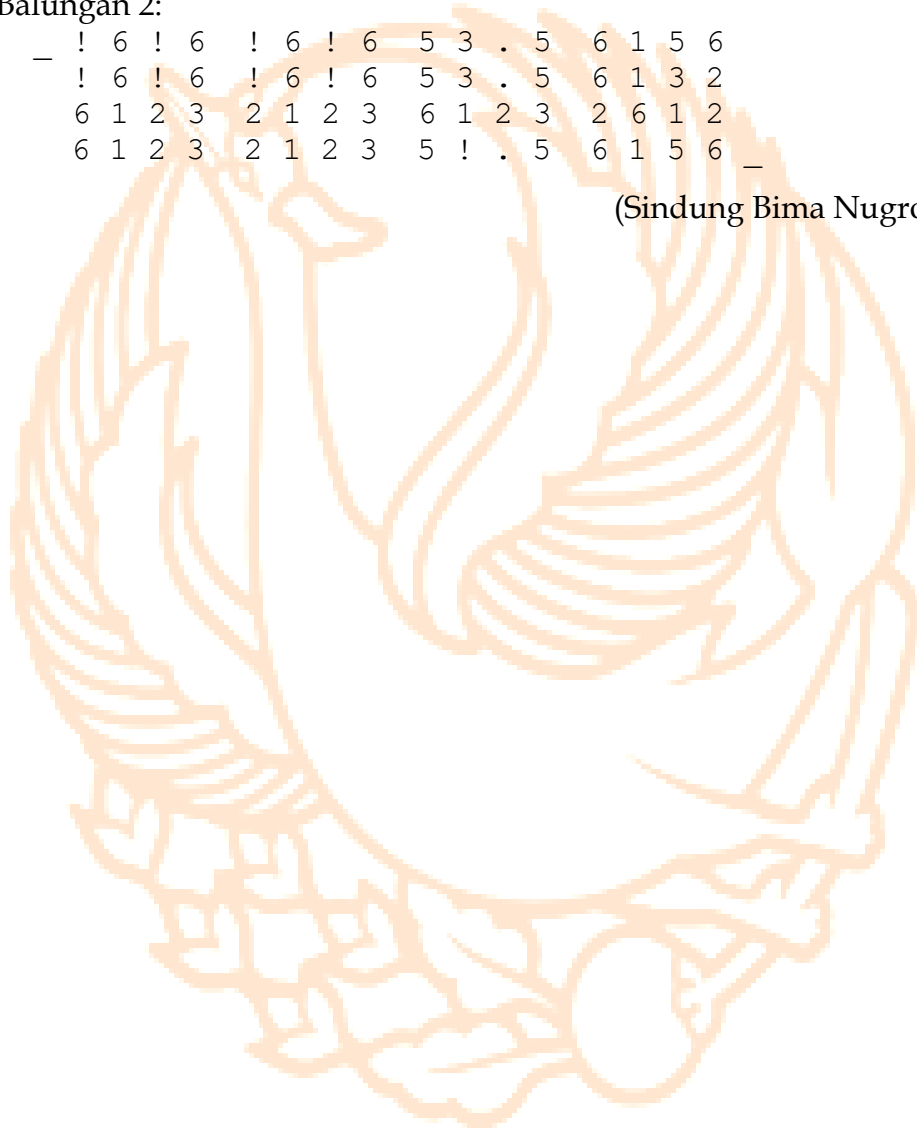 Balungan 2:
_ ! 6 ! 6 ! 6 ! 6 5 3 . 5 6 1 5 6
! 6 ! 6 ! 6 ! 6 5 3 . 5 6 1 3 2
6 1 2 3 2 1 2 3 6 1 2 3 2 6 1 2
6 1 2 3 2 1 2 3 5 ! . 5 6 1 5 6 _
(Sindung Bima